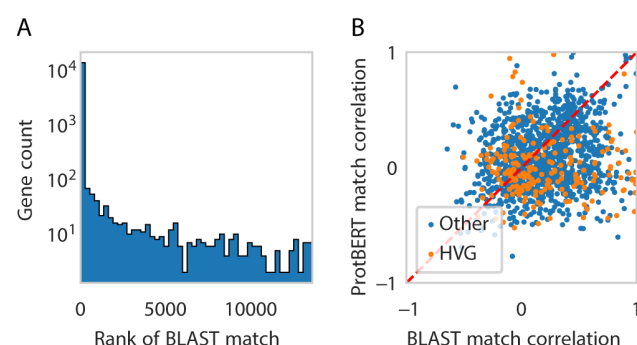 A
Gene count
10^4
10^3
10^2
10^1
0 5000 10000
Rank of BLAST match
B
ProtBERT match correlation
1
0
−1
Other
HVG
−1 0 1
BLAST match correlation